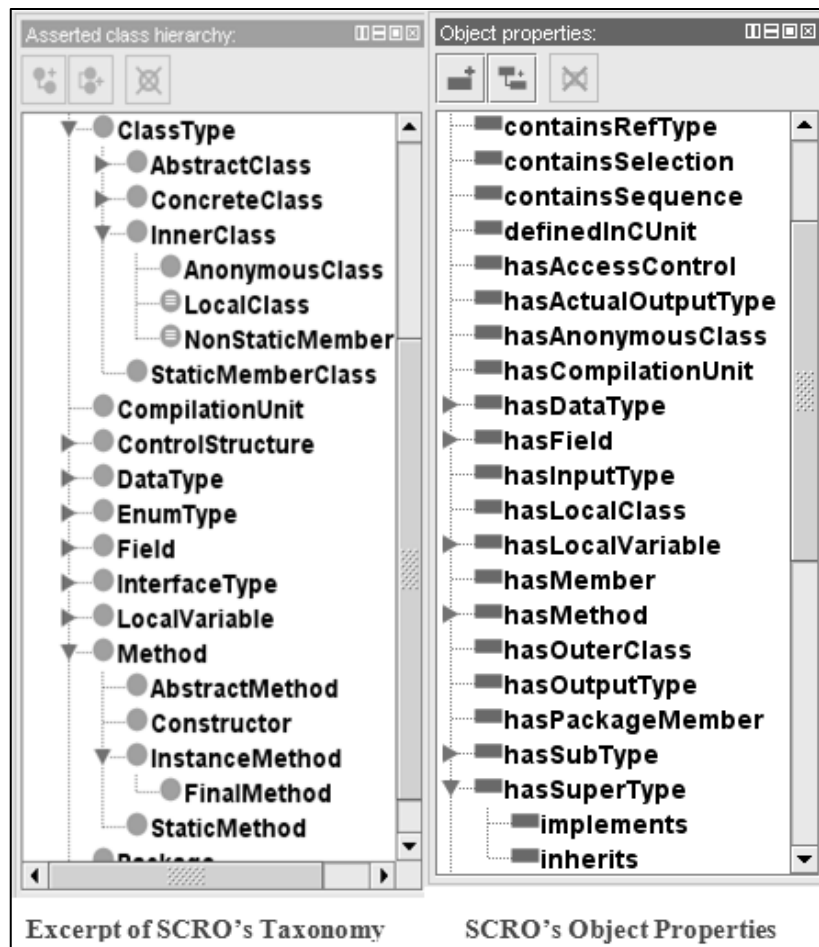 Asserted class hierarchy:
ClassType
AbstractClass
ConcreteClass
InnerClass
AnonymousClass
LocalClass
NonStaticMember
StaticMemberClass
CompilationUnit
ControlStructure
DataType
EnumType
Field
InterfaceType
LocalVariable
Method
AbstractMethod
Constructor
InstanceMethod
FinalMethod
StaticMethod
Package
Excerpt of SCRO's Taxonomy
Object properties:
containsRefType
containsSelection
containsSequence
definedInCUnit
hasAccessControl
hasActualOutputType
hasAnonymousClass
hasCompilationUnit
hasDataType
hasField
hasInputType
hasLocalClass
hasLocalVariable
hasMember
hasMethod
hasOuterClass
hasOutputType
hasPackageMember
hasSubType
hasSuperType
implements
inherits
SCRO's Object Properties